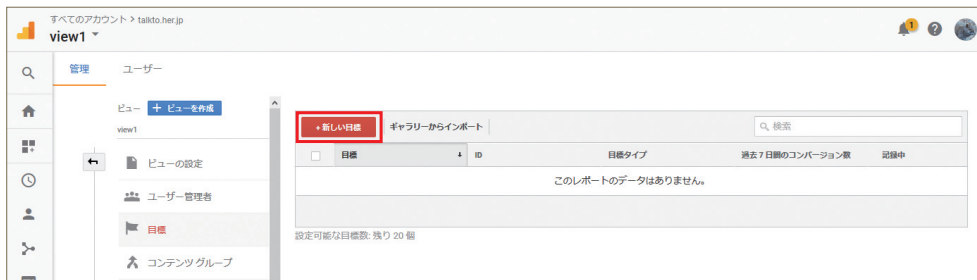 すべてのアカウント > talkto.her.jp
view1
1
管理 ユーザー
ビュー + ビューを作成
view1
ビューの設定
ユーザー管理者
目標
コンテンツ グループ
+新しい目標 ギャラリーからインポート 検索
目標 ID 目標タイプ 過去 7 日間のコンバージョン数 記録中
このレポートのデータはありません。
設定可能な目標数: 残り 20 個